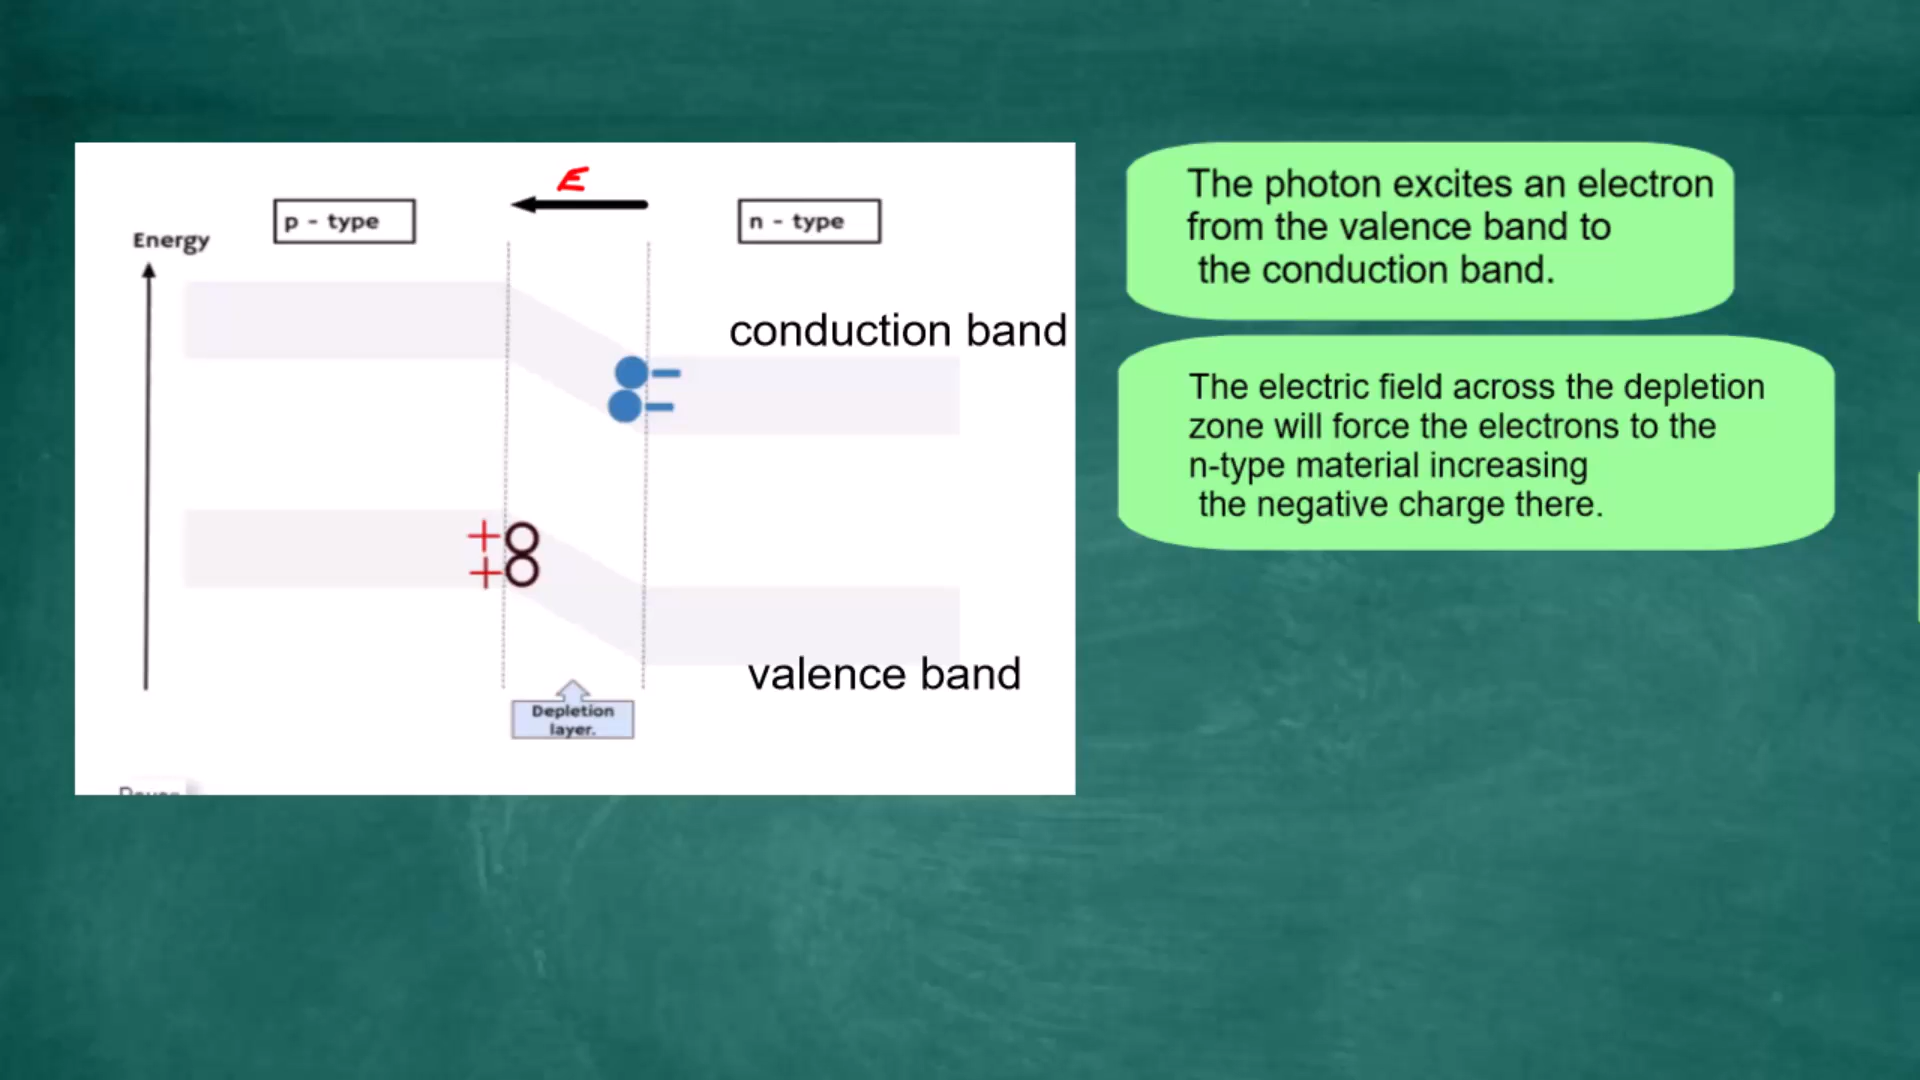 E
p - type
n - type
Energy
conduction band
+
+
valence band
Depletion
layer.
The photon excites an electron
from the valence band to
the conduction band.
The electric field across the depletion
zone will force the electrons to the
n-type material increasing
the negative charge there.